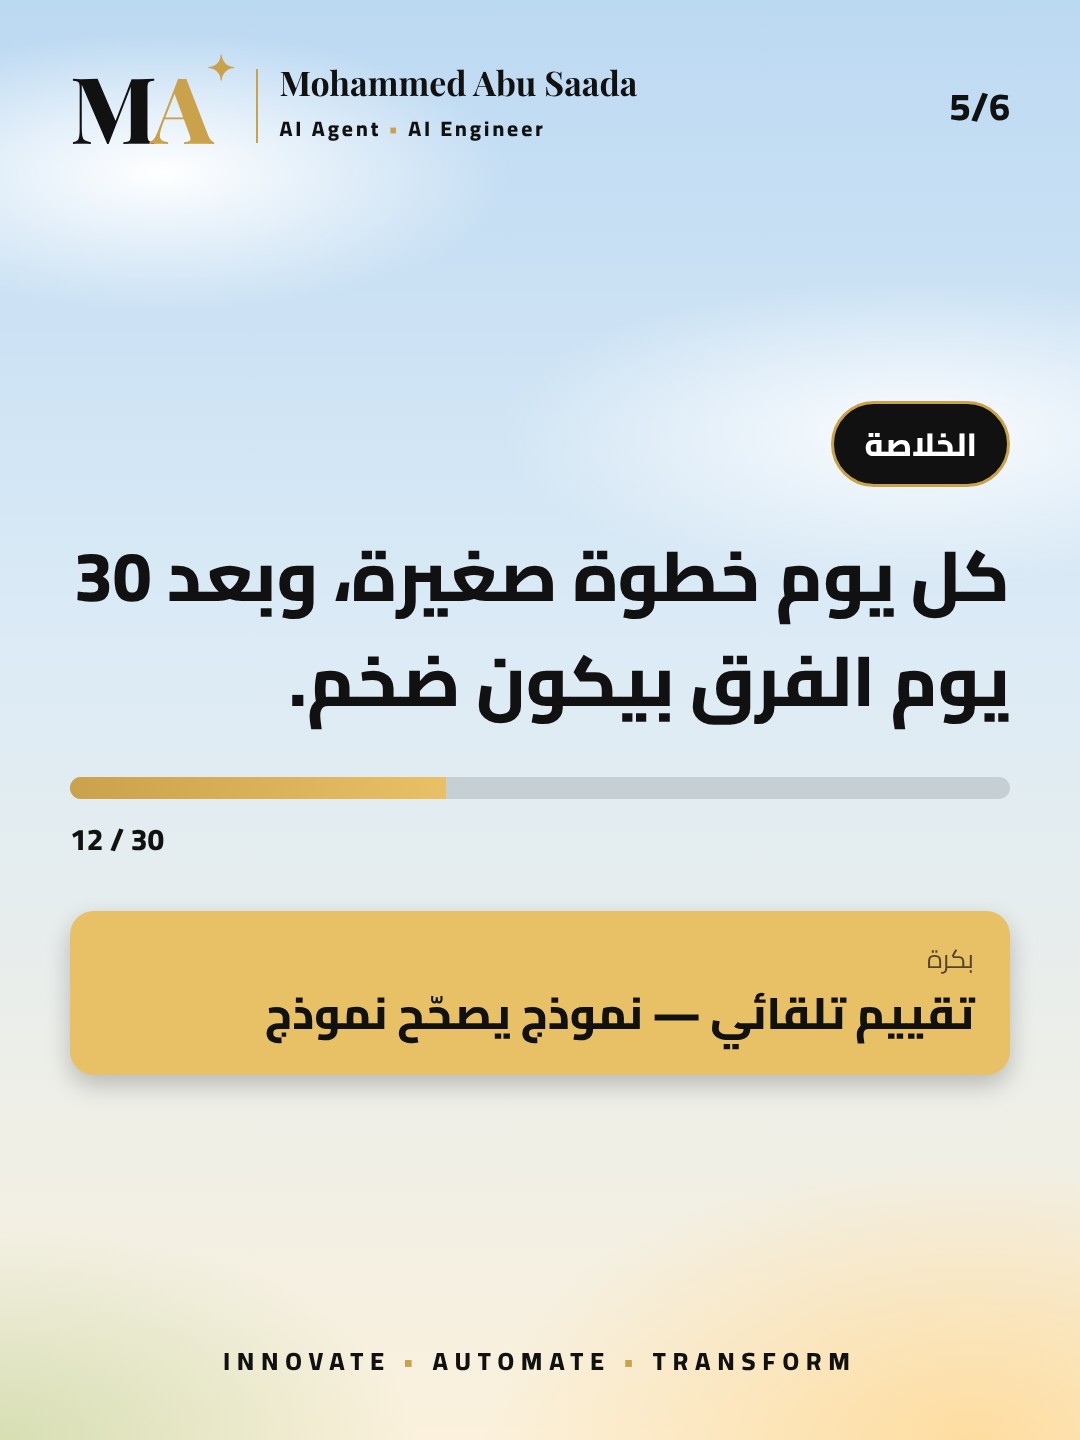 MA
Mohammed Abu Saada
AI Agent ▪ AI Engineer
5/6
الخلاصة
كل يوم خطوة صغيرة، وبعد 30
يوم الفرق بيكون ضخم.
12 / 30
بكرة
تقييم تلقائي — نموذج يصحّح نموذج
INNOVATE ▪ AUTOMATE ▪ TRANSFORM